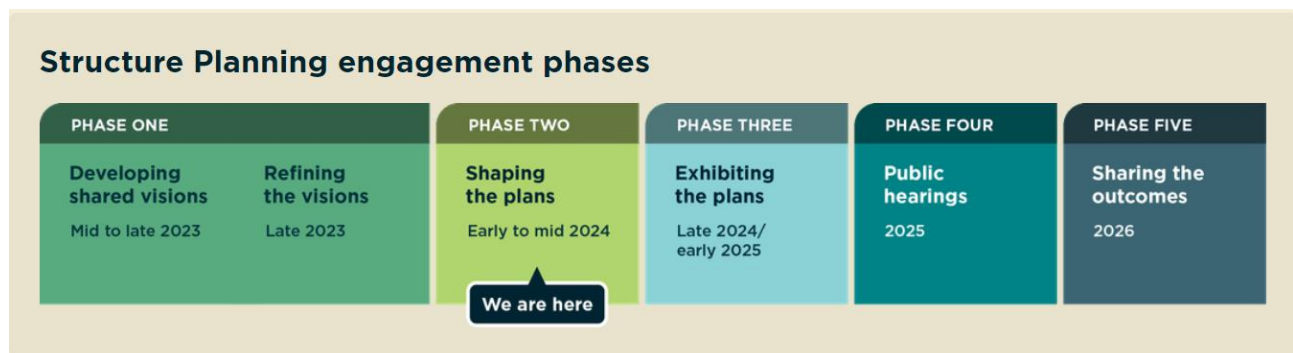 Structure Planning engagement phases
PHASE ONE
Developing
shared visions
Mid to late 2023
Refining
the visions
Late 2023
PHASE TWO
Shaping
the plans
Early to mid 2024
We are here
PHASE THREE
Exhibiting
the plans
Late 2024/
early 2025
PHASE FOUR
Public
hearings
2025
PHASE FIVE
Sharing the
outcomes
2026